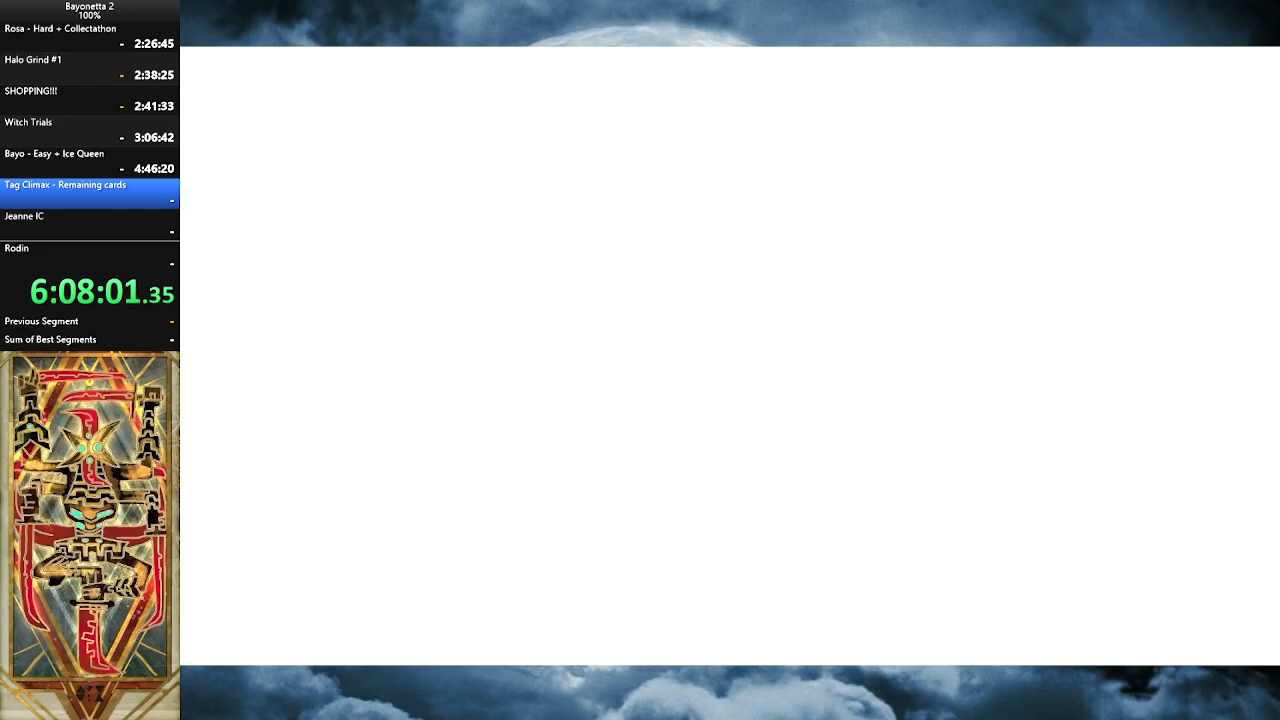 Bayonetta 2
100%
Rosa - Hard + Collectathon
- 2:26:45
Halo Grind #1
- 2:38:25
SHOPPING!!!
- 2:41:33
Witch Trials
- 3:06:42
Bayo - Easy + Ice Queen
- 4:46:20
Tag Climax - Remaining cards
-
Jeanne IC
-
Rodin
-
6:08:01.35
Previous Segment -
Sum of Best Segments -